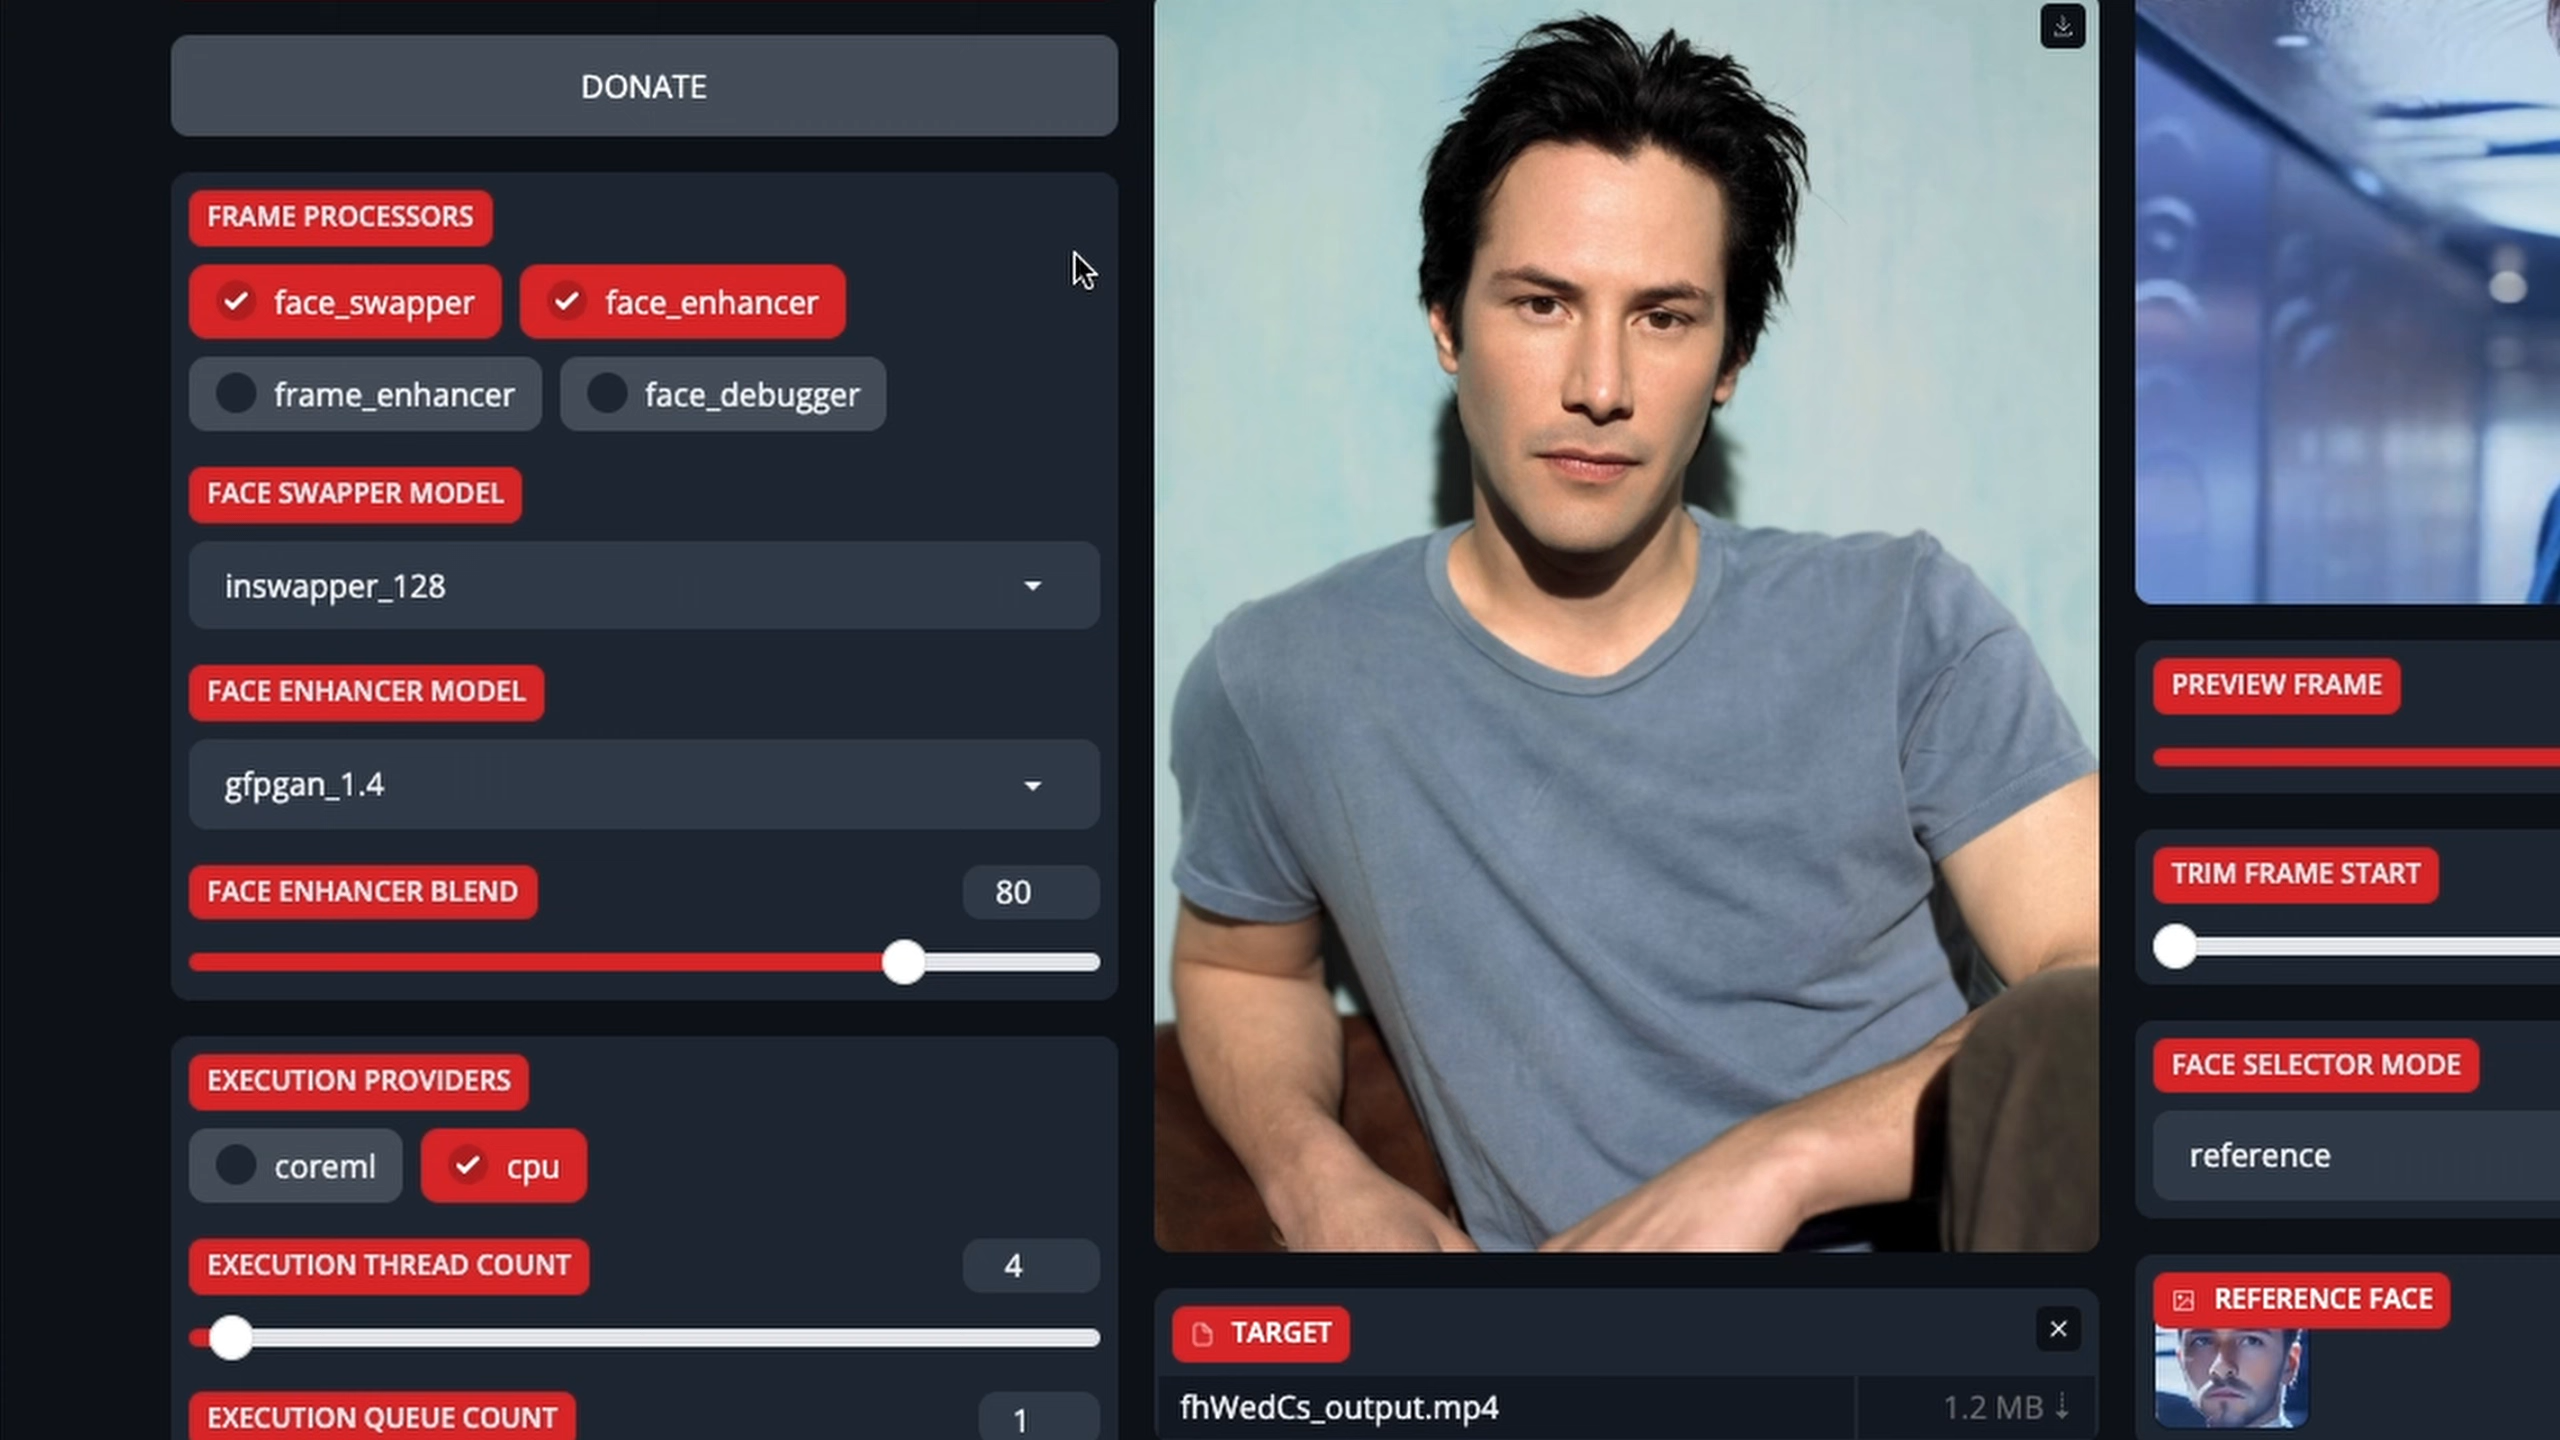 DONATE
FRAME PROCESSORS
face_swapper
face_enhancer
frame_enhancer
face_debugger
FACE SWAPPER MODEL
inswapper_128
FACE ENHANCER MODEL
gfpgan_1.4
FACE ENHANCER BLEND
80
EXECUTION PROVIDERS
coreml
cpu
EXECUTION THREAD COUNT
4
EXECUTION QUEUE COUNT
1
TARGET
fhWedCs_output.mp4
1.2 MB ↓
PREVIEW FRAME
TRIM FRAME START
FACE SELECTOR MODE
reference
REFERENCE FACE